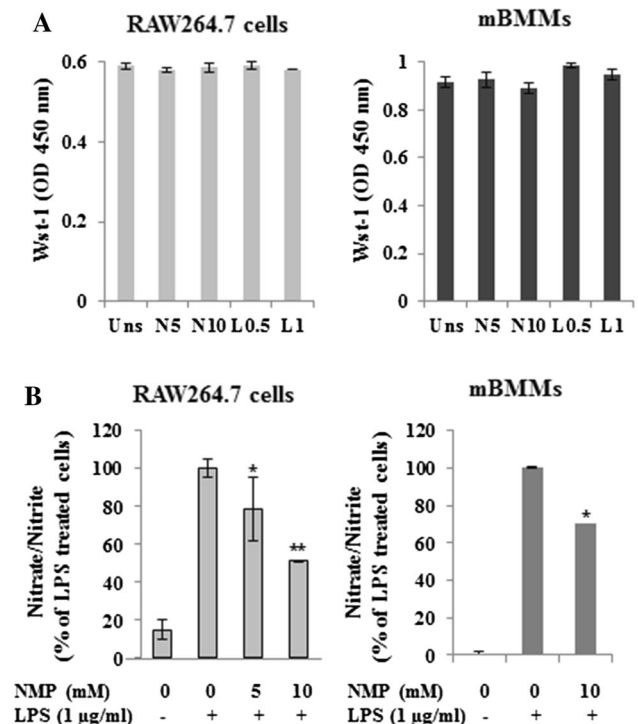 A
RAW264.7 cells
mBMMs
Wst-1 (OD 450 nm)
0.6
0.4
0.2
0
Uns N5 N10 L0.5 L1
Wst-1 (OD 450 nm)
1
0.8
0.6
0.4
0.2
0
Uns N5 N10 L0.5 L1
B
RAW264.7 cells
mBMMs
Nitrate/Nitrite
(% of LPS treated cells)
120
100
80
60
40
20
0
*
**
NMP (mM) 0 0 5 10
LPS (1 µg/ml) - + + +
Nitrate/Nitrite
(% of LPS treated cells)
120
100
80
60
40
20
0
*
NMP (mM) 0 0 10
LPS (1 µg/ml) - + +